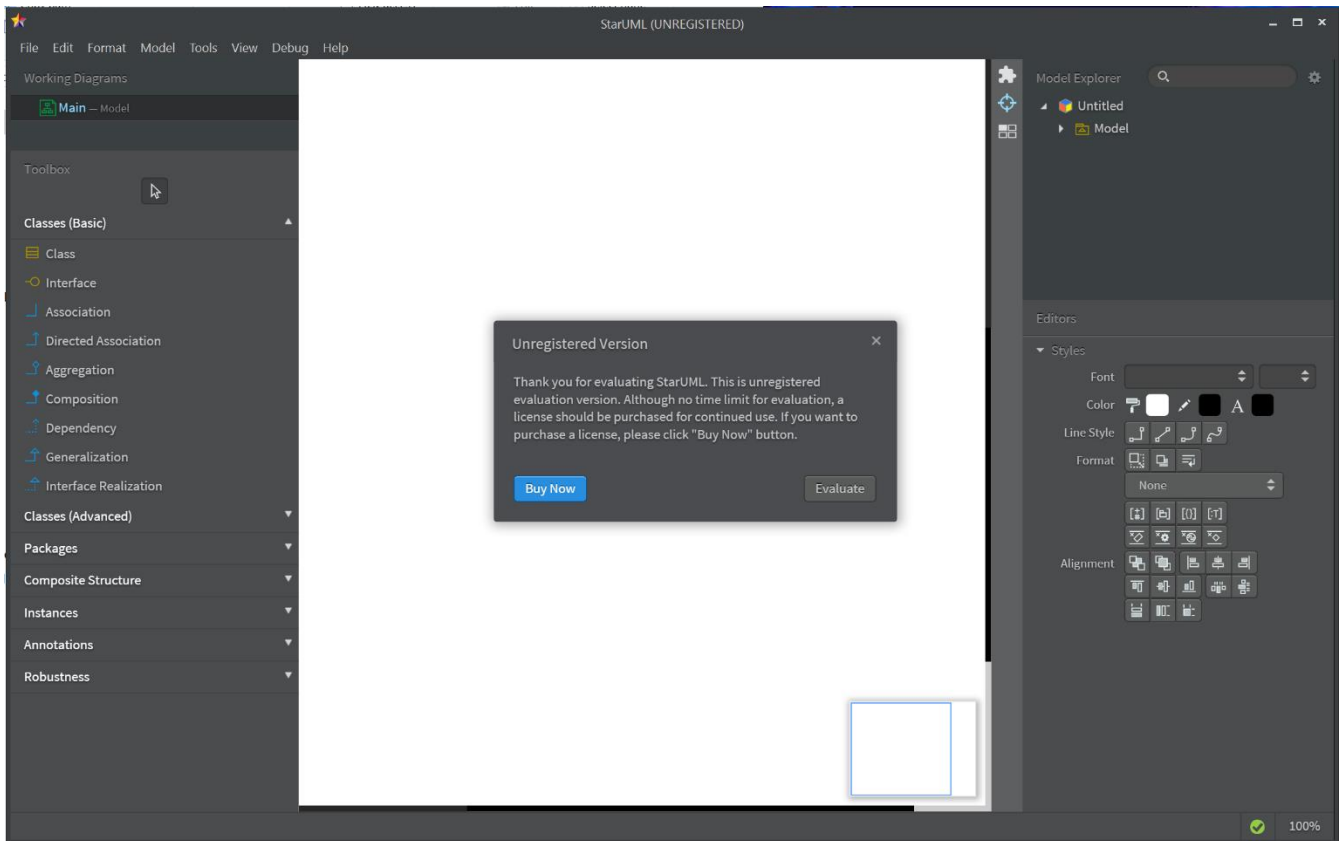 StarUML (UNREGISTERED)
File Edit Format Model Tools View Debug Help
Working Diagrams
Main — Model
Toolbox
Classes (Basic)
Class
Interface
Association
Directed Association
Aggregation
Composition
Dependency
Generalization
Interface Realization
Classes (Advanced)
Packages
Composite Structure
Instances
Annotations
Robustness
Unregistered Version
Thank you for evaluating StarUML. This is unregistered
evaluation version. Although no time limit for evaluation, a
license should be purchased for continued use. If you want to
purchase a license, please click "Buy Now" button.
Buy Now
Evaluate
Model Explorer
Untitled
Model
Editors
Styles
Font
Color
A
Line Style
Format
None
Alignment
100%